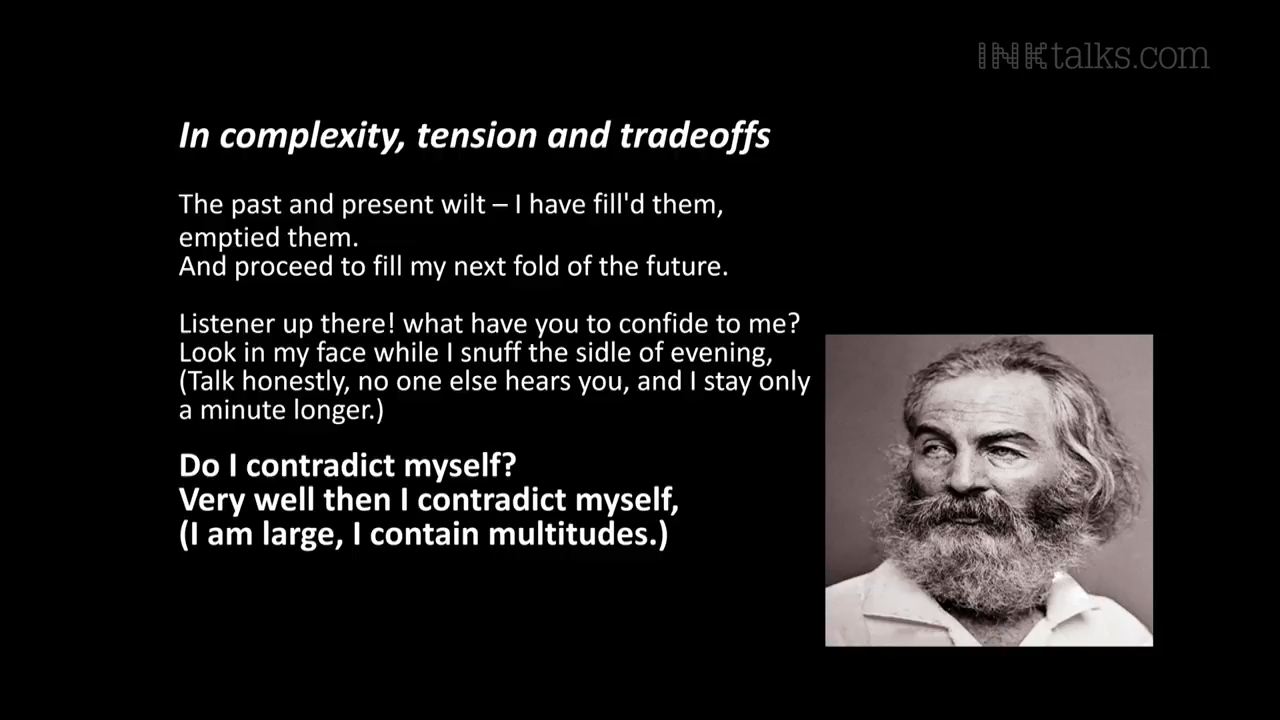 INKtalks.com
In complexity, tension and tradeoffs
The past and present wilt – I have fill'd them,
emptied them.
And proceed to fill my next fold of the future.
Listener up there! what have you to confide to me?
Look in my face while I snuff the sidle of evening,
(Talk honestly, no one else hears you, and I stay only
a minute longer.)
Do I contradict myself?
Very well then I contradict myself,
(I am large, I contain multitudes.)